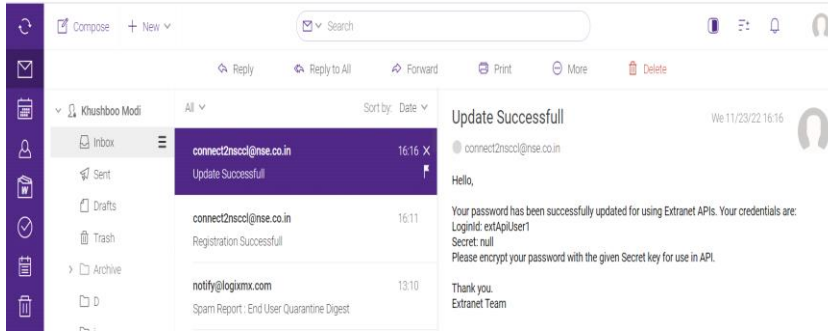 Compose + New
Search
Reply Reply to All Forward Print More Delete
Khushboo Modi
Inbox
Sent
Drafts
Trash
Archive
D
All Sort by: Date
connect2nsccl@nse.co.in 16:16
Update Successfull
connect2nsccl@nse.co.in 16:11
Registration Successfull
notify@logixmx.com 13:10
Spam Report : End User Quarantine Digest
Update Successfull We 11/23/22 16:16
connect2nsccl@nse.co.in
Hello,
Your password has been successfully updated for using Extranet APIs. Your credentials are:
LoginId: extApiUser1
Secret: null
Please encrypt your password with the given Secret key for use in API.
Thank you.
Extranet Team